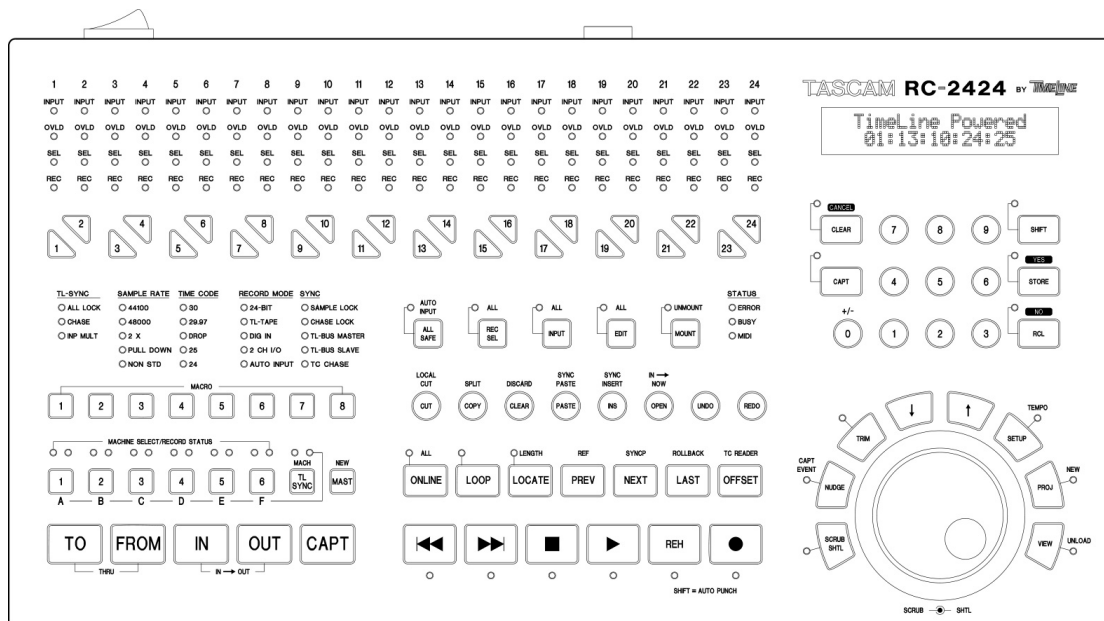 1 2 3 4 5 6 7 8 9 10 11 12 13 14 15 16 17 18 19 20 21 22 23 24
INPUT INPUT INPUT INPUT INPUT INPUT INPUT INPUT INPUT INPUT INPUT INPUT INPUT INPUT INPUT INPUT INPUT INPUT INPUT INPUT INPUT INPUT INPUT INPUT
OVLD OVLD OVLD OVLD OVLD OVLD OVLD OVLD OVLD OVLD OVLD OVLD OVLD OVLD OVLD OVLD OVLD OVLD OVLD OVLD OVLD OVLD OVLD OVLD
SEL SEL SEL SEL SEL SEL SEL SEL SEL SEL SEL SEL SEL SEL SEL SEL SEL SEL SEL SEL SEL SEL SEL SEL
REC REC REC REC REC REC REC REC REC REC REC REC REC REC REC REC REC REC REC REC REC REC REC REC
2 4 6 8 10 12 14 16 18 20 22 24
1 3 5 7 9 11 13 15 17 19 21 23
TASCAM RC-2424 BY TIMELINE
TimeLine Powered
01:13:10:24:25
CANCEL
CLEAR 7 8 9 SHIFT
YES
CAPT 4 5 6 STORE
+/- NO
0 1 2 3 RCL
TL-SYNC SAMPLE RATE TIME CODE RECORD MODE SYNC
ALL LOCK 44100 30 24-BIT SAMPLE LOCK
CHASE 48000 29.97 TL-TAPE CHASE LOCK
INP MULT 2 X DROP DIG IN TL-BUS MASTER
PULL DOWN 25 2 CH I/O TL-BUS SLAVE
NON STD 24 AUTO INPUT TC CHASE
AUTO INPUT ALL ALL ALL UNMOUNT
ALL SAFE REC SEL INPUT EDIT MOUNT
STATUS
ERROR
BUSY
MIDI
MACRO
1 2 3 4 5 6 7 8
LOCAL CUT SPLIT DISCARD SYNC PASTE SYNC INSERT IN → NOW
CUT COPY CLEAR PASTE INS OPEN UNDO REDO
MACHINE SELECT/RECORD STATUS
MACH NEW
1 2 3 4 5 6 TL SYNC MAST
A B C D E F
ALL LENGTH REF SYNCP ROLLBACK TC READER
ONLINE LOOP LOCATE PREV NEXT LAST OFFSET
TO FROM IN OUT CAPT
THRU IN → OUT
REH
SHIFT = AUTO PUNCH
↓ ↑
TRIM SETUP TEMPO
CAPT EVENT NUDGE PROJ NEW
SCRUB SHTL VIEW UNLOAD
SCRUB SHTL